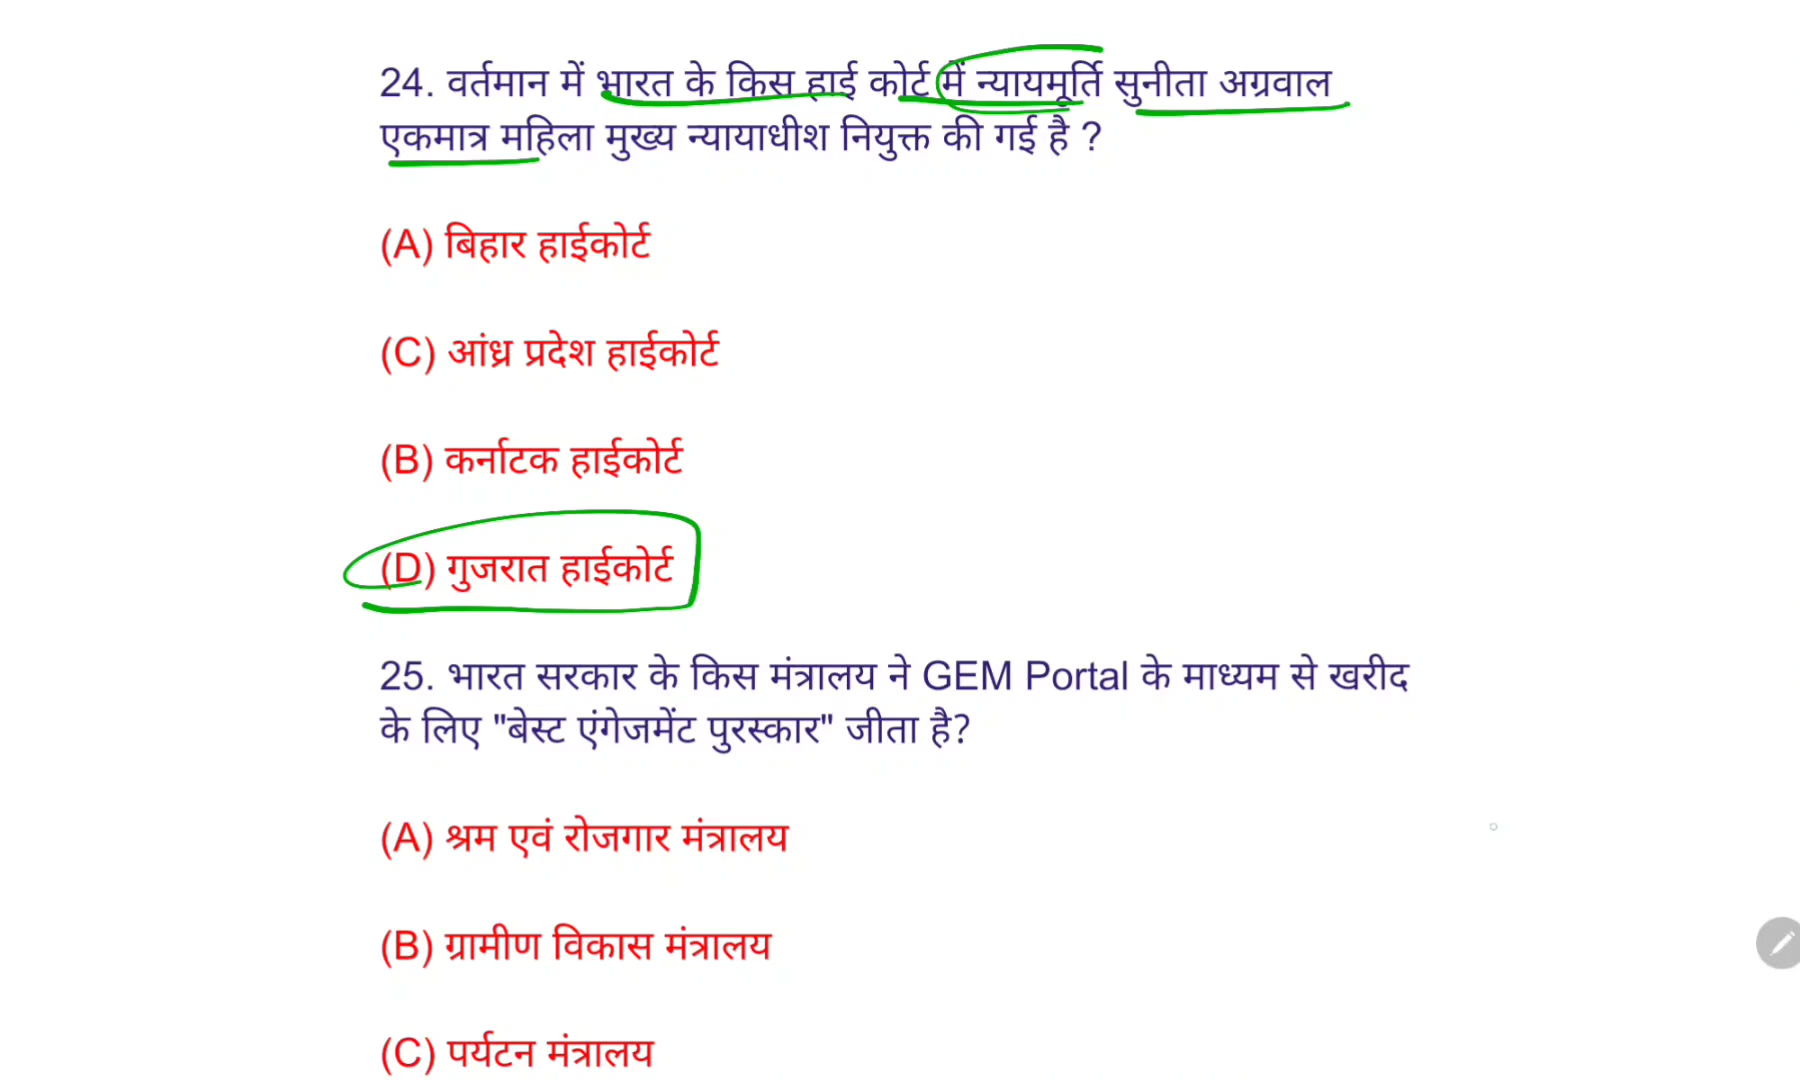 24. वर्तमान में भारत के किस हाई कोर्ट में न्यायमूर्ति सुनीता अग्रवाल
एकमात्र महिला मुख्य न्यायाधीश नियुक्त की गई है ?
(A) बिहार हाईकोर्ट
(C) आंध्र प्रदेश हाईकोर्ट
(B) कर्नाटक हाईकोर्ट
(D) गुजरात हाईकोर्ट
25. भारत सरकार के किस मंत्रालय ने GEM Portal के माध्यम से खरीद
के लिए "बेस्ट एंगेजमेंट पुरस्कार" जीता है?
(A) श्रम एवं रोजगार मंत्रालय
(B) ग्रामीण विकास मंत्रालय
(C) पर्यटन मंत्रालय